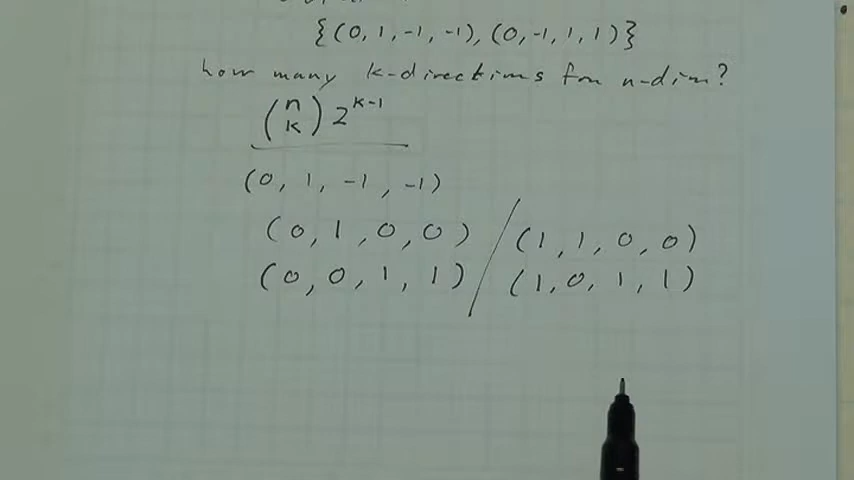 {(0, 1, -1, -1), (0, -1, 1, 1)}
how many k-directions for n-dim?
(n k) 2^k-1
(0, 1, -1, -1)
(0, 1, 0, 0) / (1, 1, 0, 0)
(0, 0, 1, 1) / (1, 0, 1, 1)